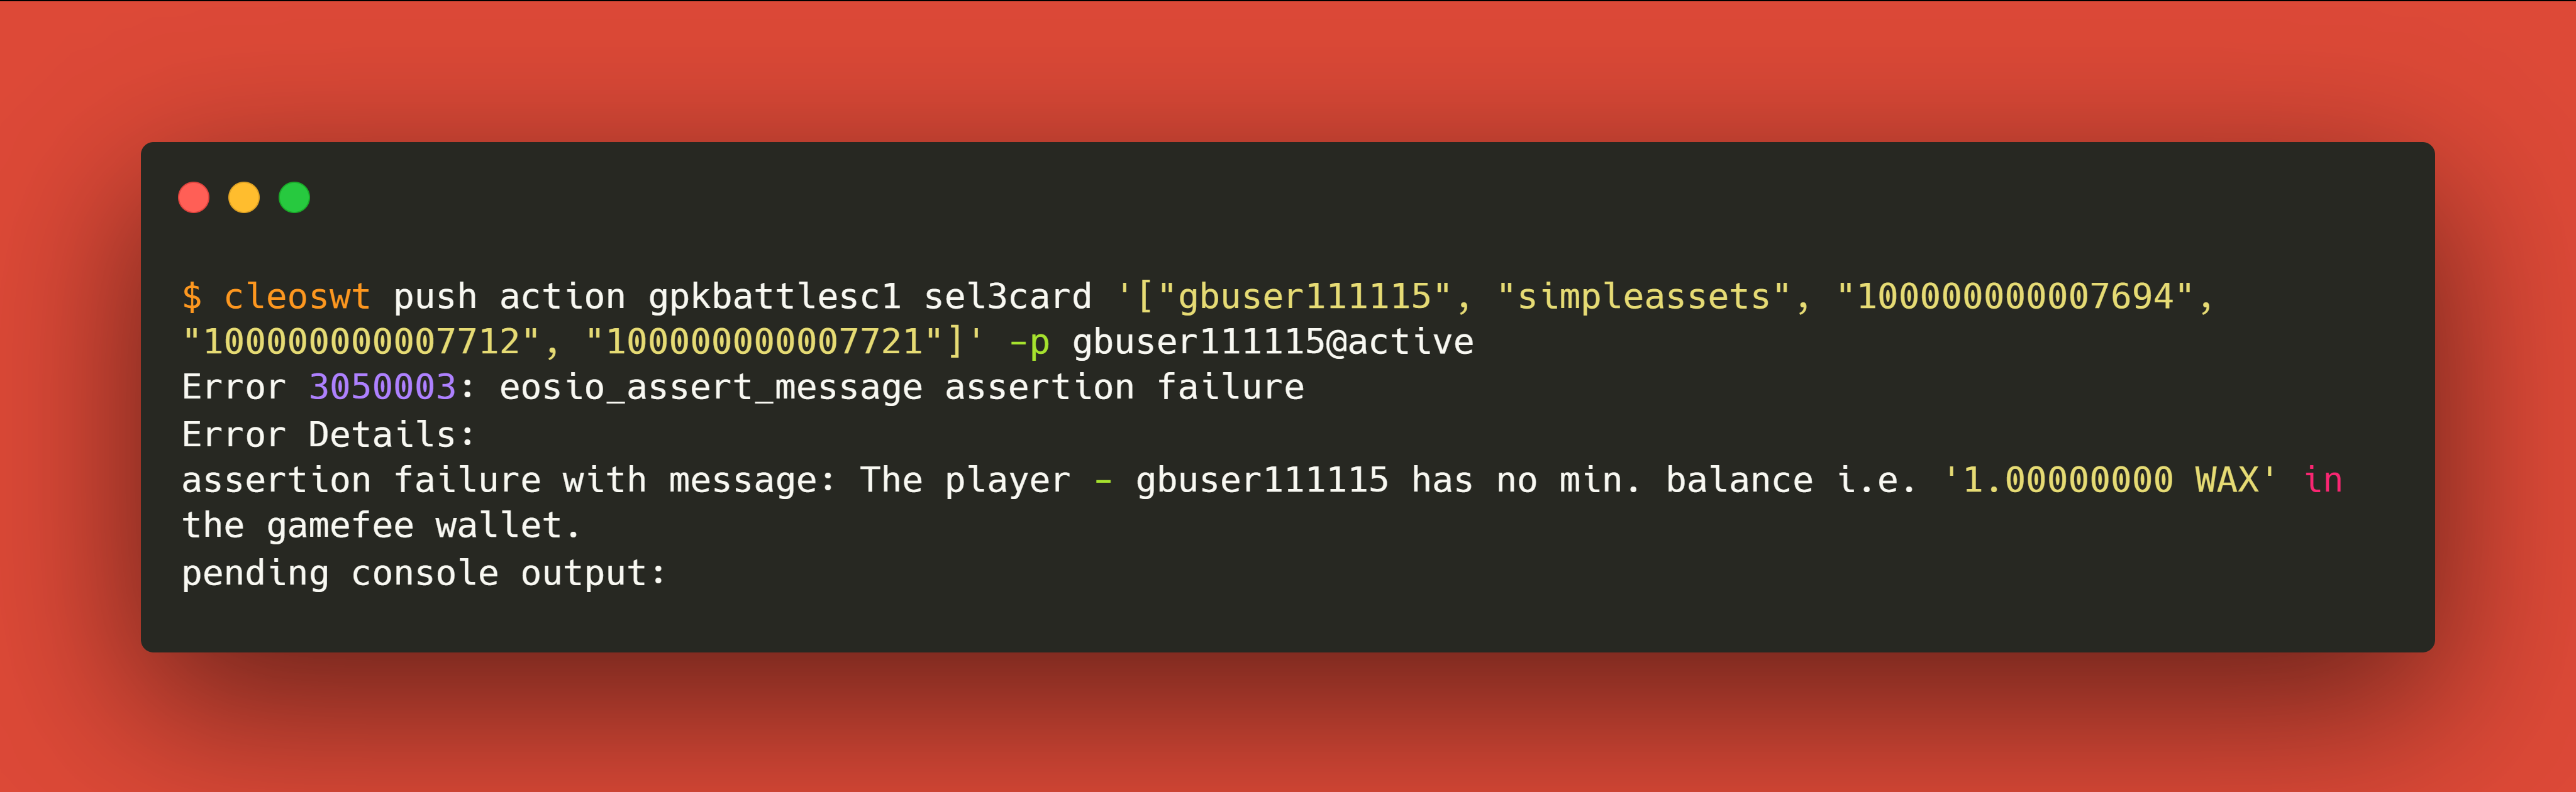 $ cleoswt push action gpkbattlesc1 sel3card '["gbuser111115", "simpleassets", "100000000007694",
"100000000007712", "100000000007721"]' -p gbuser111115@active
Error 3050003: eosio_assert_message assertion failure
Error Details:
assertion failure with message: The player - gbuser111115 has no min. balance i.e. '1.00000000 WAX' in
the gamefee wallet.
pending console output: